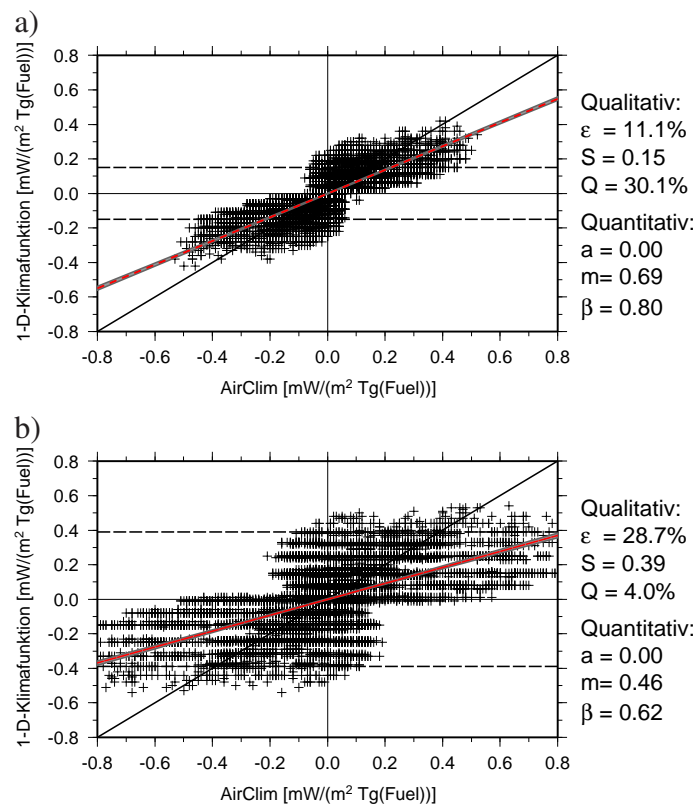 a)
1-D-Klimafunktion [mW/(m² Tg(Fuel))]
0.8
0.6
0.4
0.2
0.0
-0.2
-0.4
-0.6
-0.8
-0.8 -0.6 -0.4 -0.2 0.0 0.2 0.4 0.6 0.8
AirClim [mW/(m² Tg(Fuel))]
Qualitativ:
ε = 11.1%
S = 0.15
Q = 30.1%
Quantitativ:
a = 0.00
m= 0.69
β = 0.80
b)
1-D-Klimafunktion [mW/(m² Tg(Fuel))]
0.8
0.6
0.4
0.2
0.0
-0.2
-0.4
-0.6
-0.8
-0.8 -0.6 -0.4 -0.2 0.0 0.2 0.4 0.6 0.8
AirClim [mW/(m² Tg(Fuel))]
Qualitativ:
ε = 28.7%
S = 0.39
Q = 4.0%
Quantitativ:
a = 0.00
m = 0.46
β = 0.62